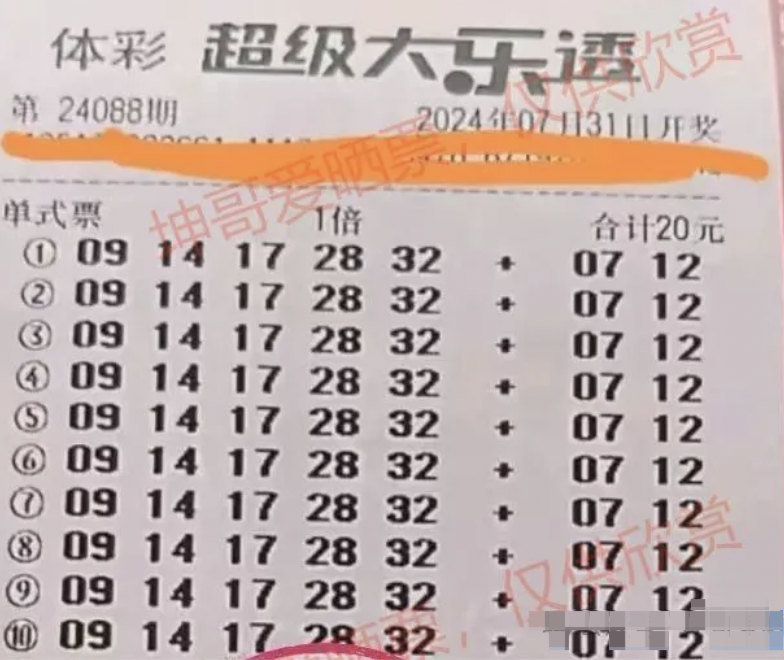 体彩 超级大乐透
第 24088期 2024年07月31日开奖
单式票 1倍 合计20元
① 09 14 17 28 32 + 07 12
② 09 14 17 28 32 + 07 12
③ 09 14 17 28 32 + 07 12
④ 09 14 17 28 32 + 07 12
⑤ 09 14 17 28 32 + 07 12
⑥ 09 14 17 28 32 + 07 12
⑦ 09 14 17 28 32 + 07 12
⑧ 09 14 17 28 32 + 07 12
⑨ 09 14 17 28 32 + 07 12
⑩ 09 14 17 28 32 + 07 12
坤哥爱晒票，仅供欣赏
爱晒票，仅供欣赏